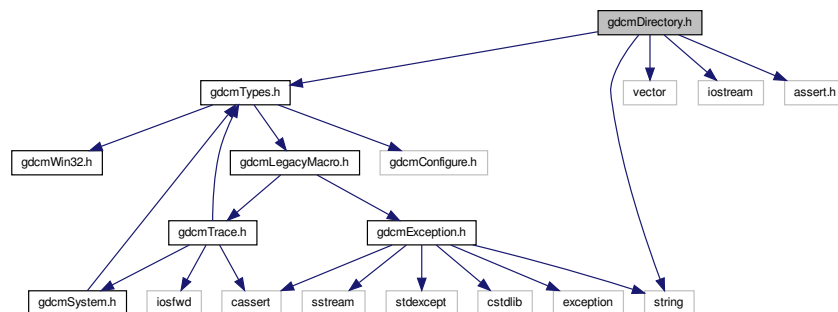 gdcmDirectory.h
gdcmTypes.h
vector
iostream
assert.h
gdcmWin32.h
gdcmLegacyMacro.h
gdcmConfigure.h
gdcmTrace.h
gdcmException.h
gdcmSystem.h
iosfwd
cassert
sstream
stdexcept
cstdlib
exception
string